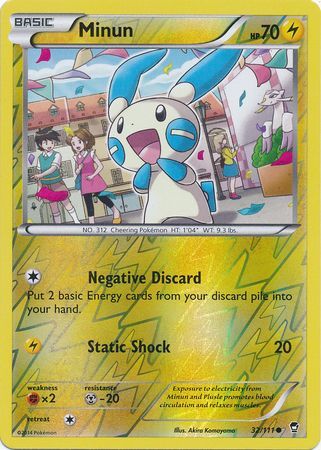 BASIC
Minun
HP70
NO. 312 Cheering Pokémon HT: 1'04" WT: 9.3 lbs.
Negative Discard
Put 2 basic Energy cards from your discard pile into
your hand.
Static Shock 20
weakness
×2
resistance
-20
retreat
Exposure to electricity from
Minun and Plusle promotes blood
circulation and relaxes muscles.
©2014 Pokémon
Illus. Akira Komayama
32/111